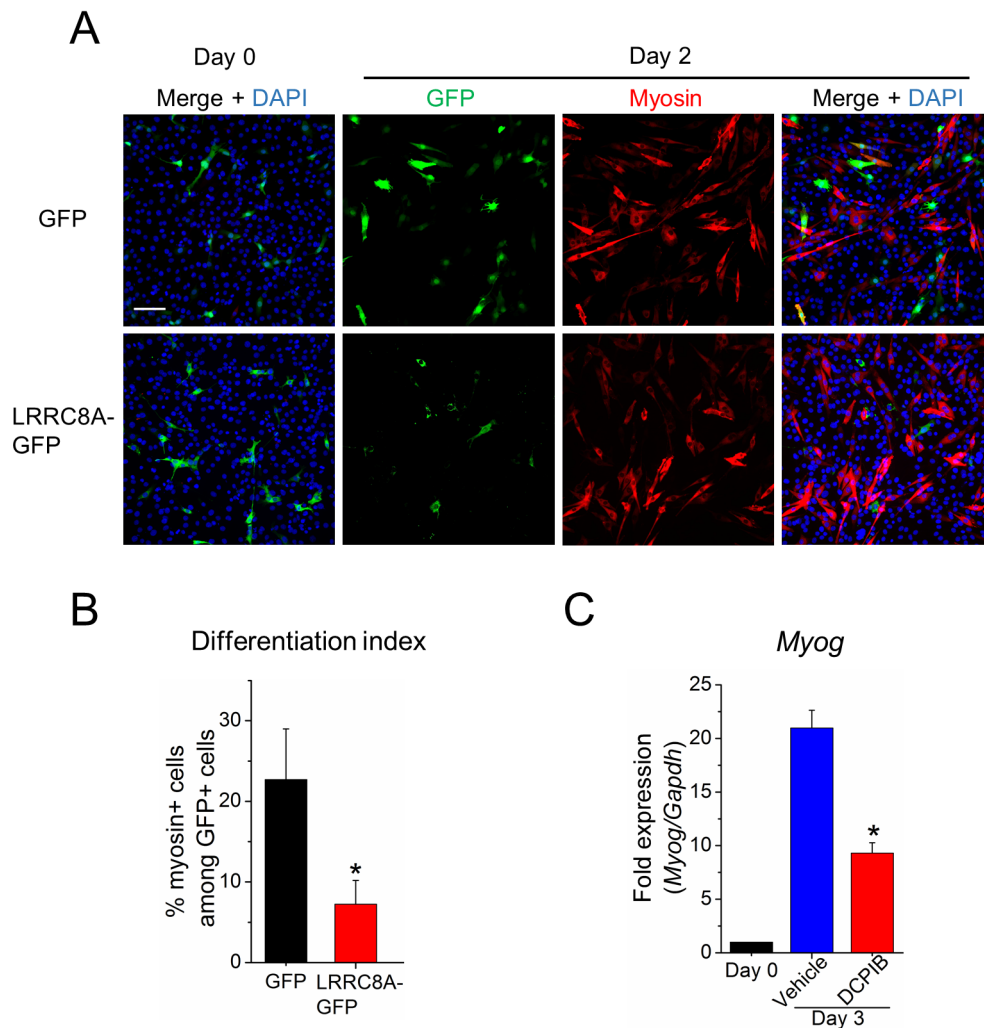 A
Day 0
Day 2
Merge + DAPI
GFP
Myosin
Merge + DAPI
GFP
LRRC8A-
GFP
B
Differentiation index
% myosin+ cells
among GFP+ cells
30
20
10
0
GFP
LRRC8A-
GFP
*
C
Myog
Fold expression
(Myog/Gapdh)
25
20
15
10
5
0
*
Day 0
Vehicle
DCPIB
Day 3